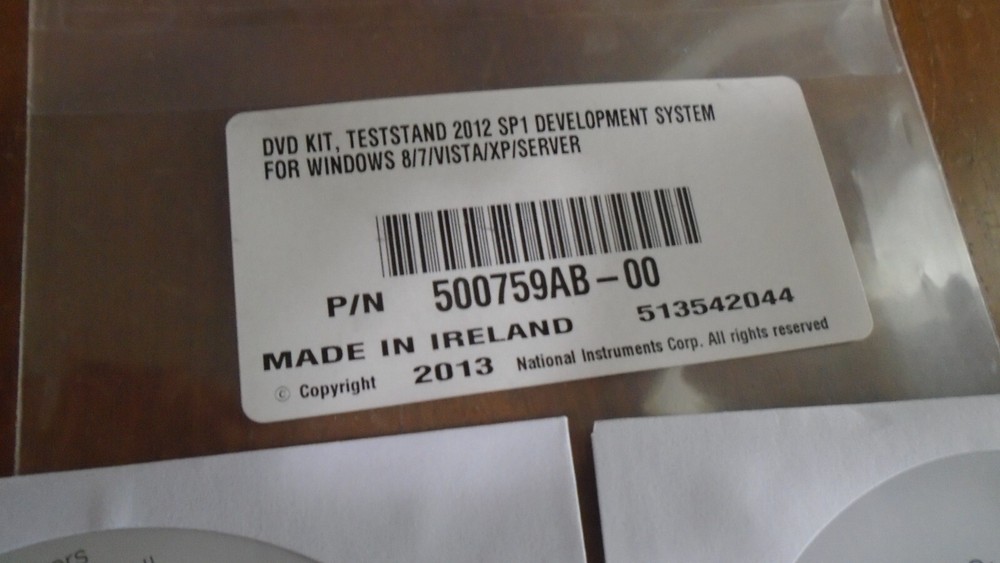 DVD KIT, TESTSTAND 2012 SP1 DEVELOPMENT SYSTEM
FOR WINDOWS 8/7/VISTA/XP/SERVER
P/N 500759AB-00
MADE IN IRELAND 513542044
© Copyright 2013 National Instruments Corp. All rights reserved